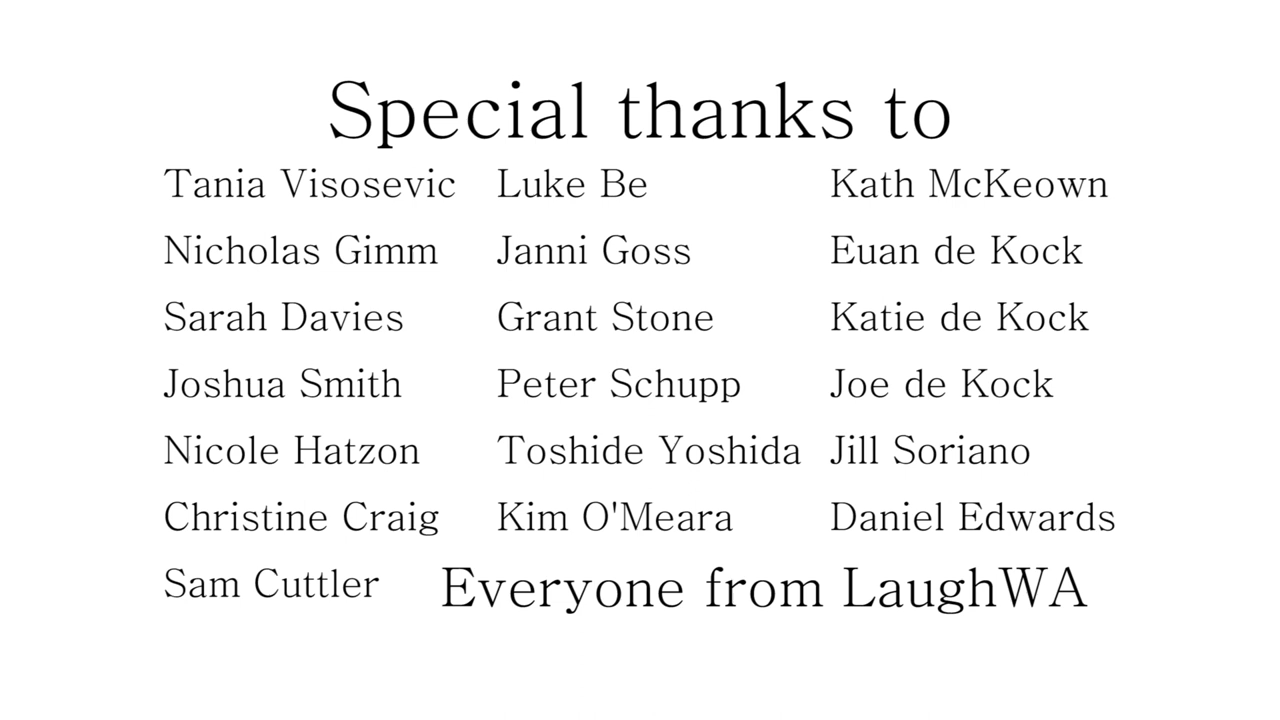 Special thanks to
Tania Visosevic Luke Be Kath McKeown
Nicholas Gimm Janni Goss Euan de Kock
Sarah Davies Grant Stone Katie de Kock
Joshua Smith Peter Schupp Joe de Kock
Nicole Hatzon Toshide Yoshida Jill Soriano
Christine Craig Kim O'Meara Daniel Edwards
Sam Cuttler Everyone from LaughWA